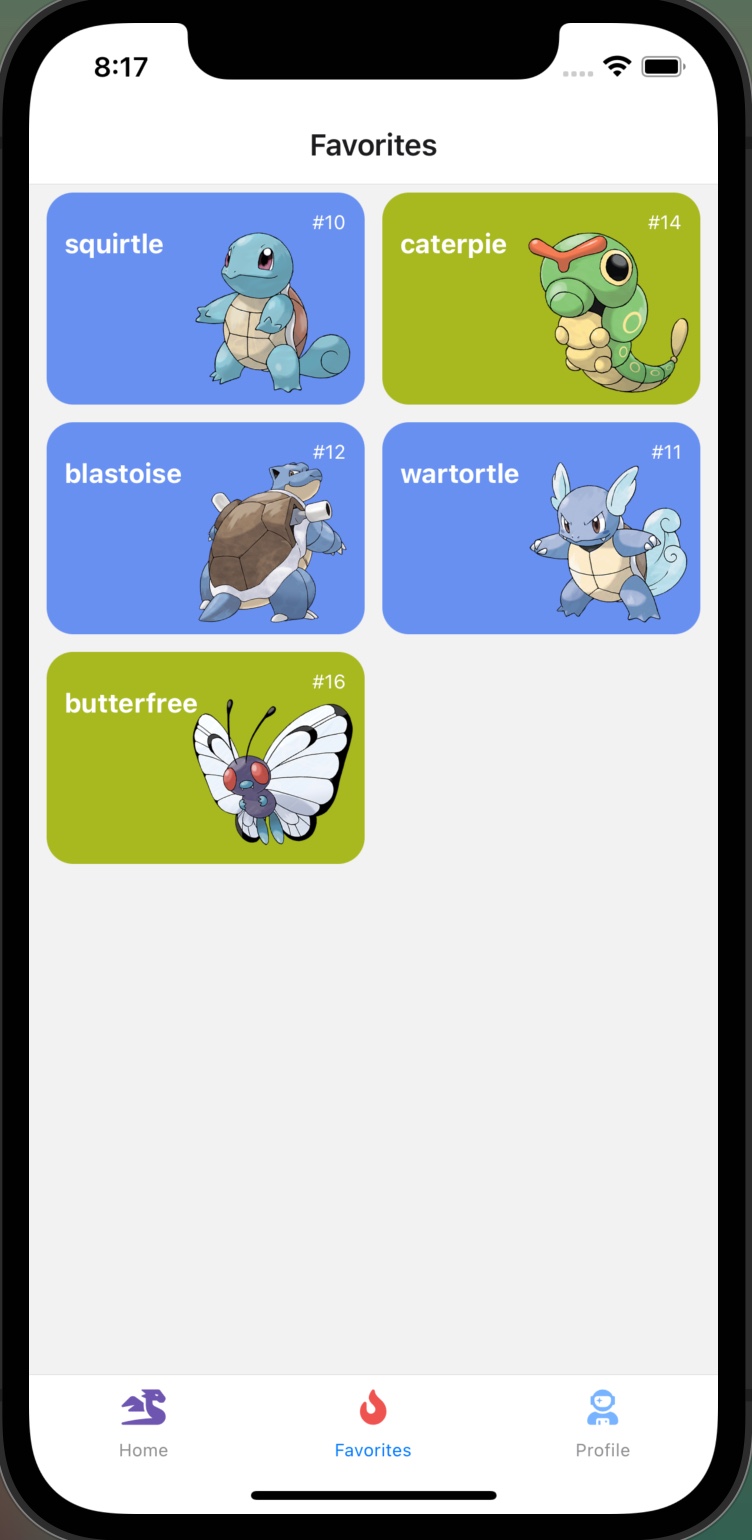 8:17
Favorites
#10
squirtle
#14
caterpie
#12
blastoise
#11
wartortle
#16
butterfree
Home
Favorites
Profile